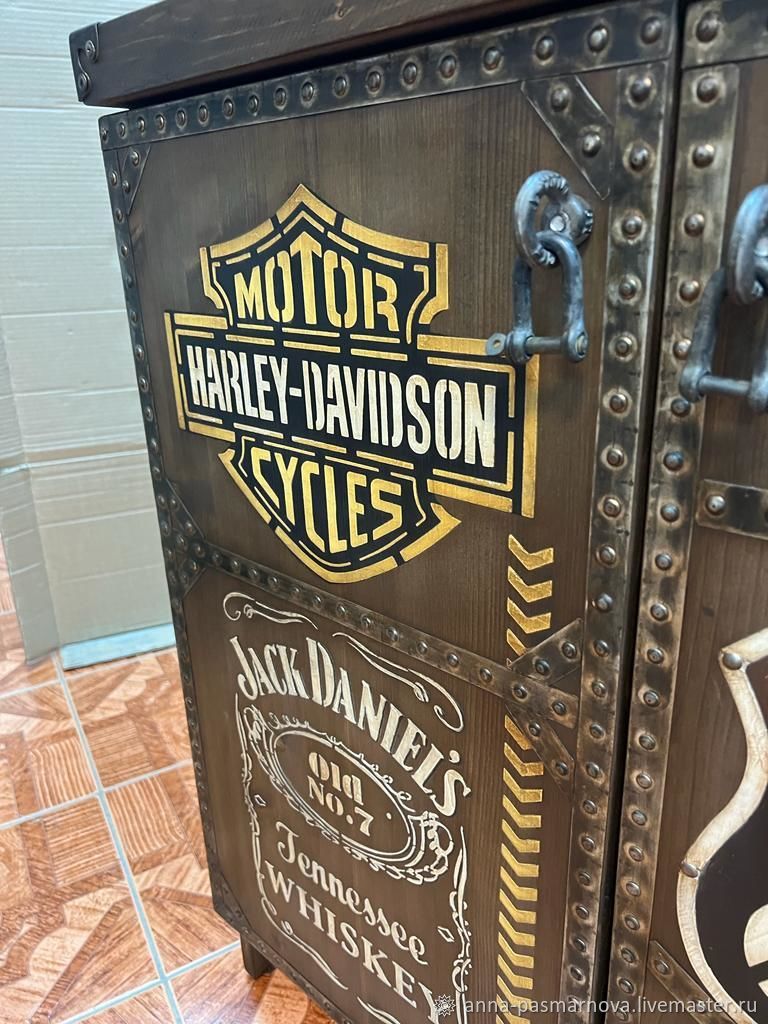 MOTOR
HARLEY-DAVIDSON
CYCLES
JACK DANIEL'S
Old
No.7
Tennessee
WHISKEY
anna-pasmarnova.livemaster.ru